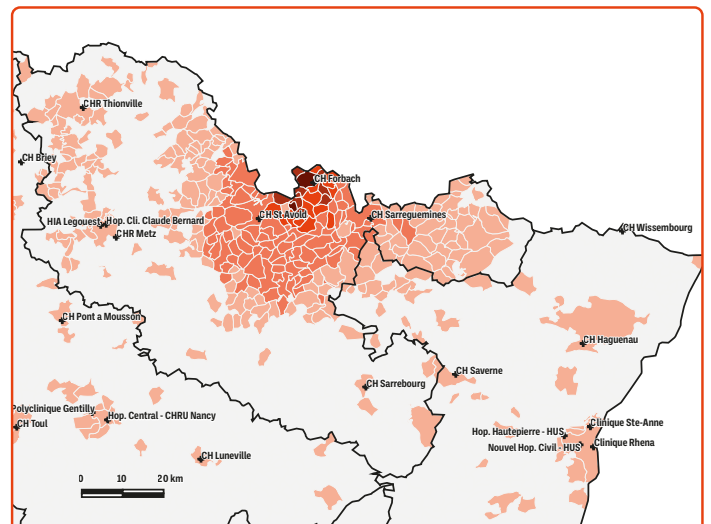 CHR Thionville
CH Briey
CH Forbach
HIA Legouest
Hop. Cli. Claude Bernard
CH St Avold
CH Sarreguemines
CHR Metz
CH Wissembourg
CH Pont a Mousson
CH Haguenau
CH Saverne
CH Sarrebourg
Polyclinique Gentilly
Hop. Central - CHRU Nancy
CH Toul
Clinique Ste-Anne
Hop. Hautepierre - HUS
Nouvel Hop. Civil - HUS
Clinique Rhena
CH Luneville
0 10 20 km